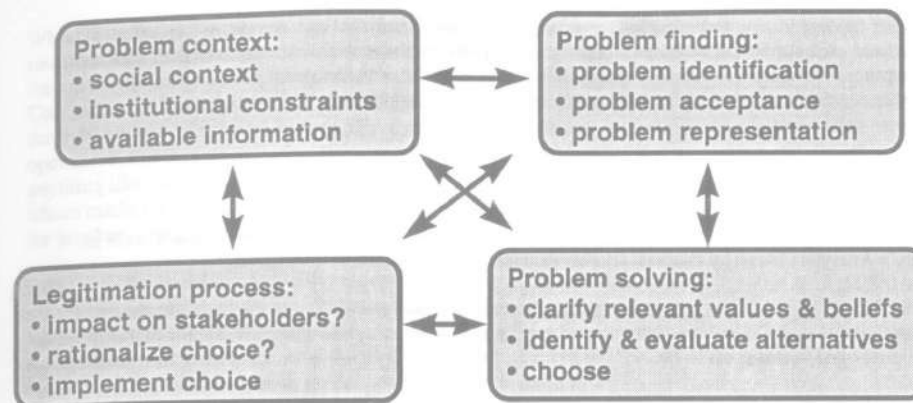 Problem context:
• social context
• institutional constraints
• available information
Problem finding:
• problem identification
• problem acceptance
• problem representation
Legitimation process:
• impact on stakeholders?
• rationalize choice?
• implement choice
Problem solving:
• clarify relevant values & beliefs
• identify & evaluate alternatives
• choose